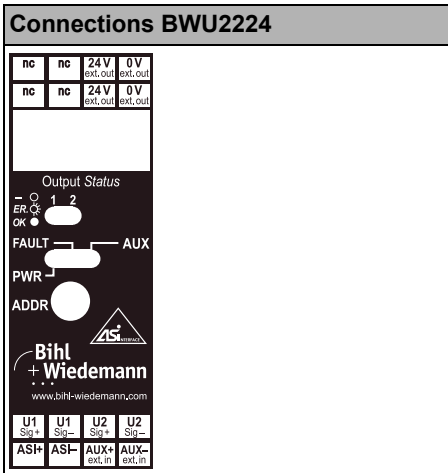 Connections BWU2224
nc nc 24 V ext.out 0 V ext.out
nc nc 24 V ext.out 0 V ext.out
Output Status
–
1 2
ER.
OK
FAULT AUX
PWR
ADDR
ASi INTERFACE
Bihl
+ Wiedemann
www.bihl-wiedemann.com
U1 Sig+ U1 Sig– U2 Sig+ U2 Sig–
ASI+ ASI– AUX+ ext.in AUX– ext.in